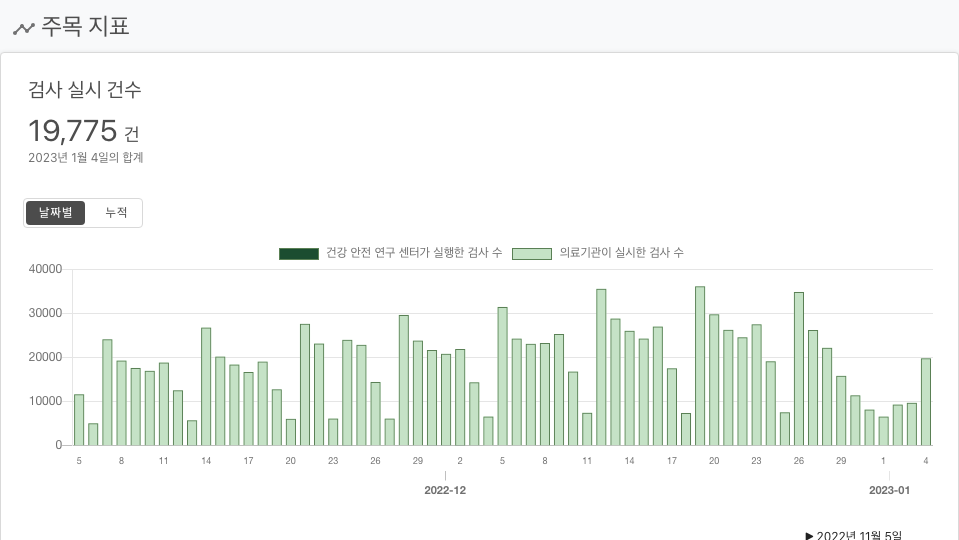 주목 지표
검사 실시 건수
19,775 건
2023년 1월 4일의 합계
날짜별 누적
건강 안전 연구 센터가 실행한 검사 수 의료기관이 실시한 검사 수
40000
30000
20000
10000
0
5 8 11 14 17 20 23 26 29 2 5 8 11 14 17 20 23 26 29 1 4
2022-12 2023-01
▶ 2022년 11월 5일